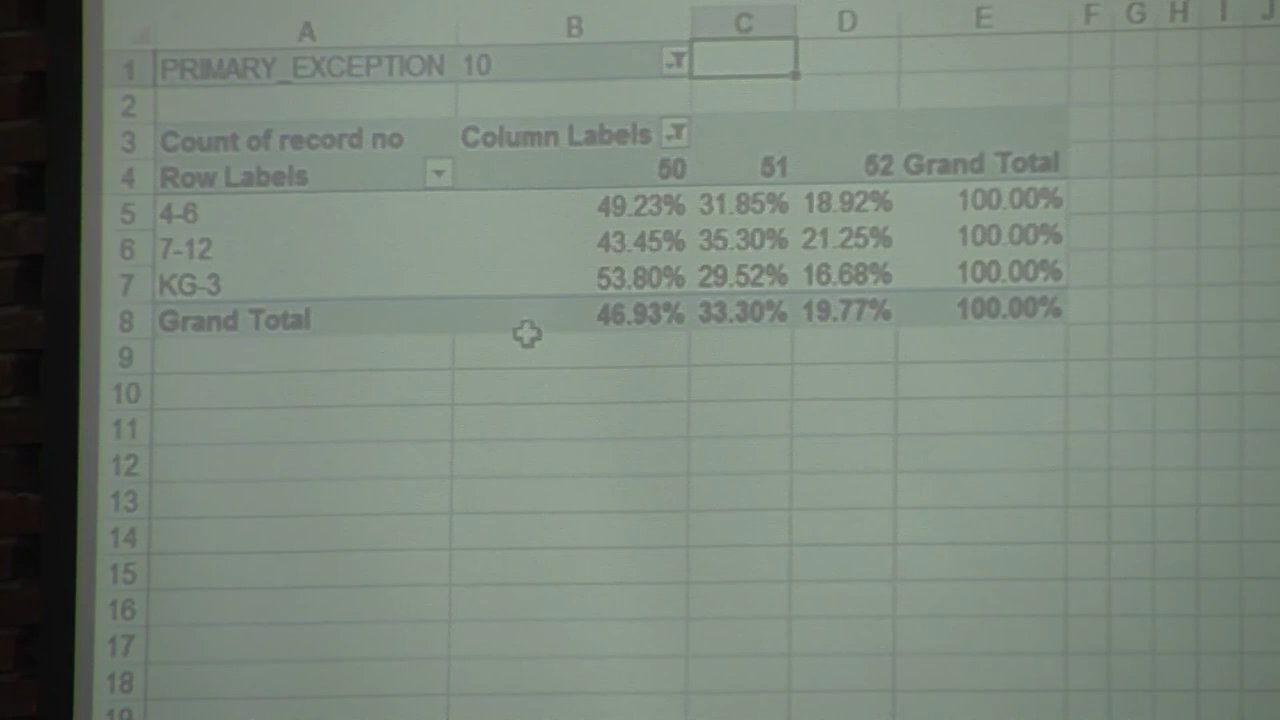 A B C D E F G H I J
1 PRIMARY_EXCEPTION 10
2
3 Count of record no Column Labels
4 Row Labels 50 51 52 Grand Total
5 4-6 49.23% 31.85% 18.92% 100.00%
6 7-12 43.45% 35.30% 21.25% 100.00%
7 KG-3 53.80% 29.52% 16.68% 100.00%
8 Grand Total 46.93% 33.30% 19.77% 100.00%
9
10
11
12
13
14
15
16
17
18
19